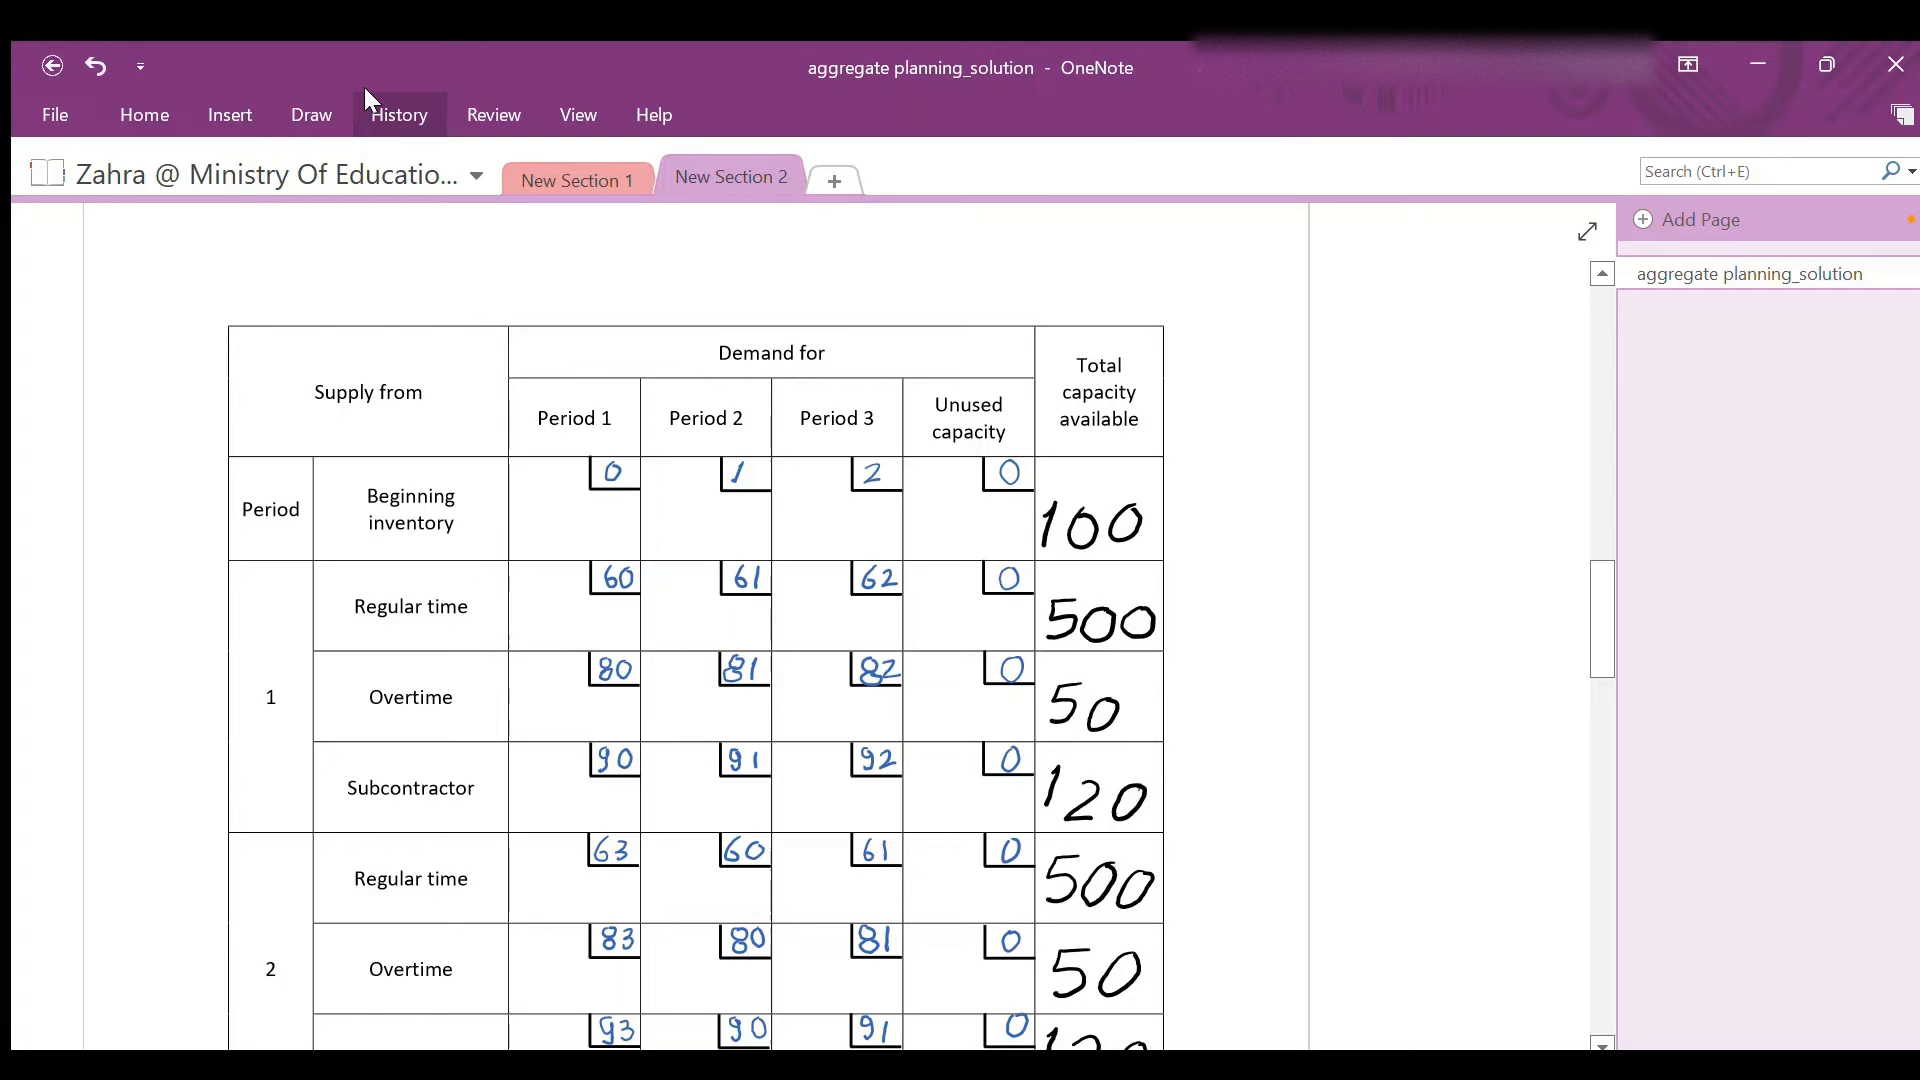 aggregate planning_solution - OneNote
File Home Insert Draw History Review View Help
Zahra @ Ministry Of Educatio... New Section 1 New Section 2 +
Search (Ctrl+E)
Add Page
aggregate planning_solution
Supply from
Demand for
Total capacity available
Period 1 Period 2 Period 3 Unused capacity
Period Beginning inventory 0 1 2 0 100
1
Regular time 60 61 62 0 500
Overtime 80 81 82 0 50
Subcontractor 90 91 92 0 120
2
Regular time 63 60 61 0 500
Overtime 83 80 81 0 50
93 90 91 0